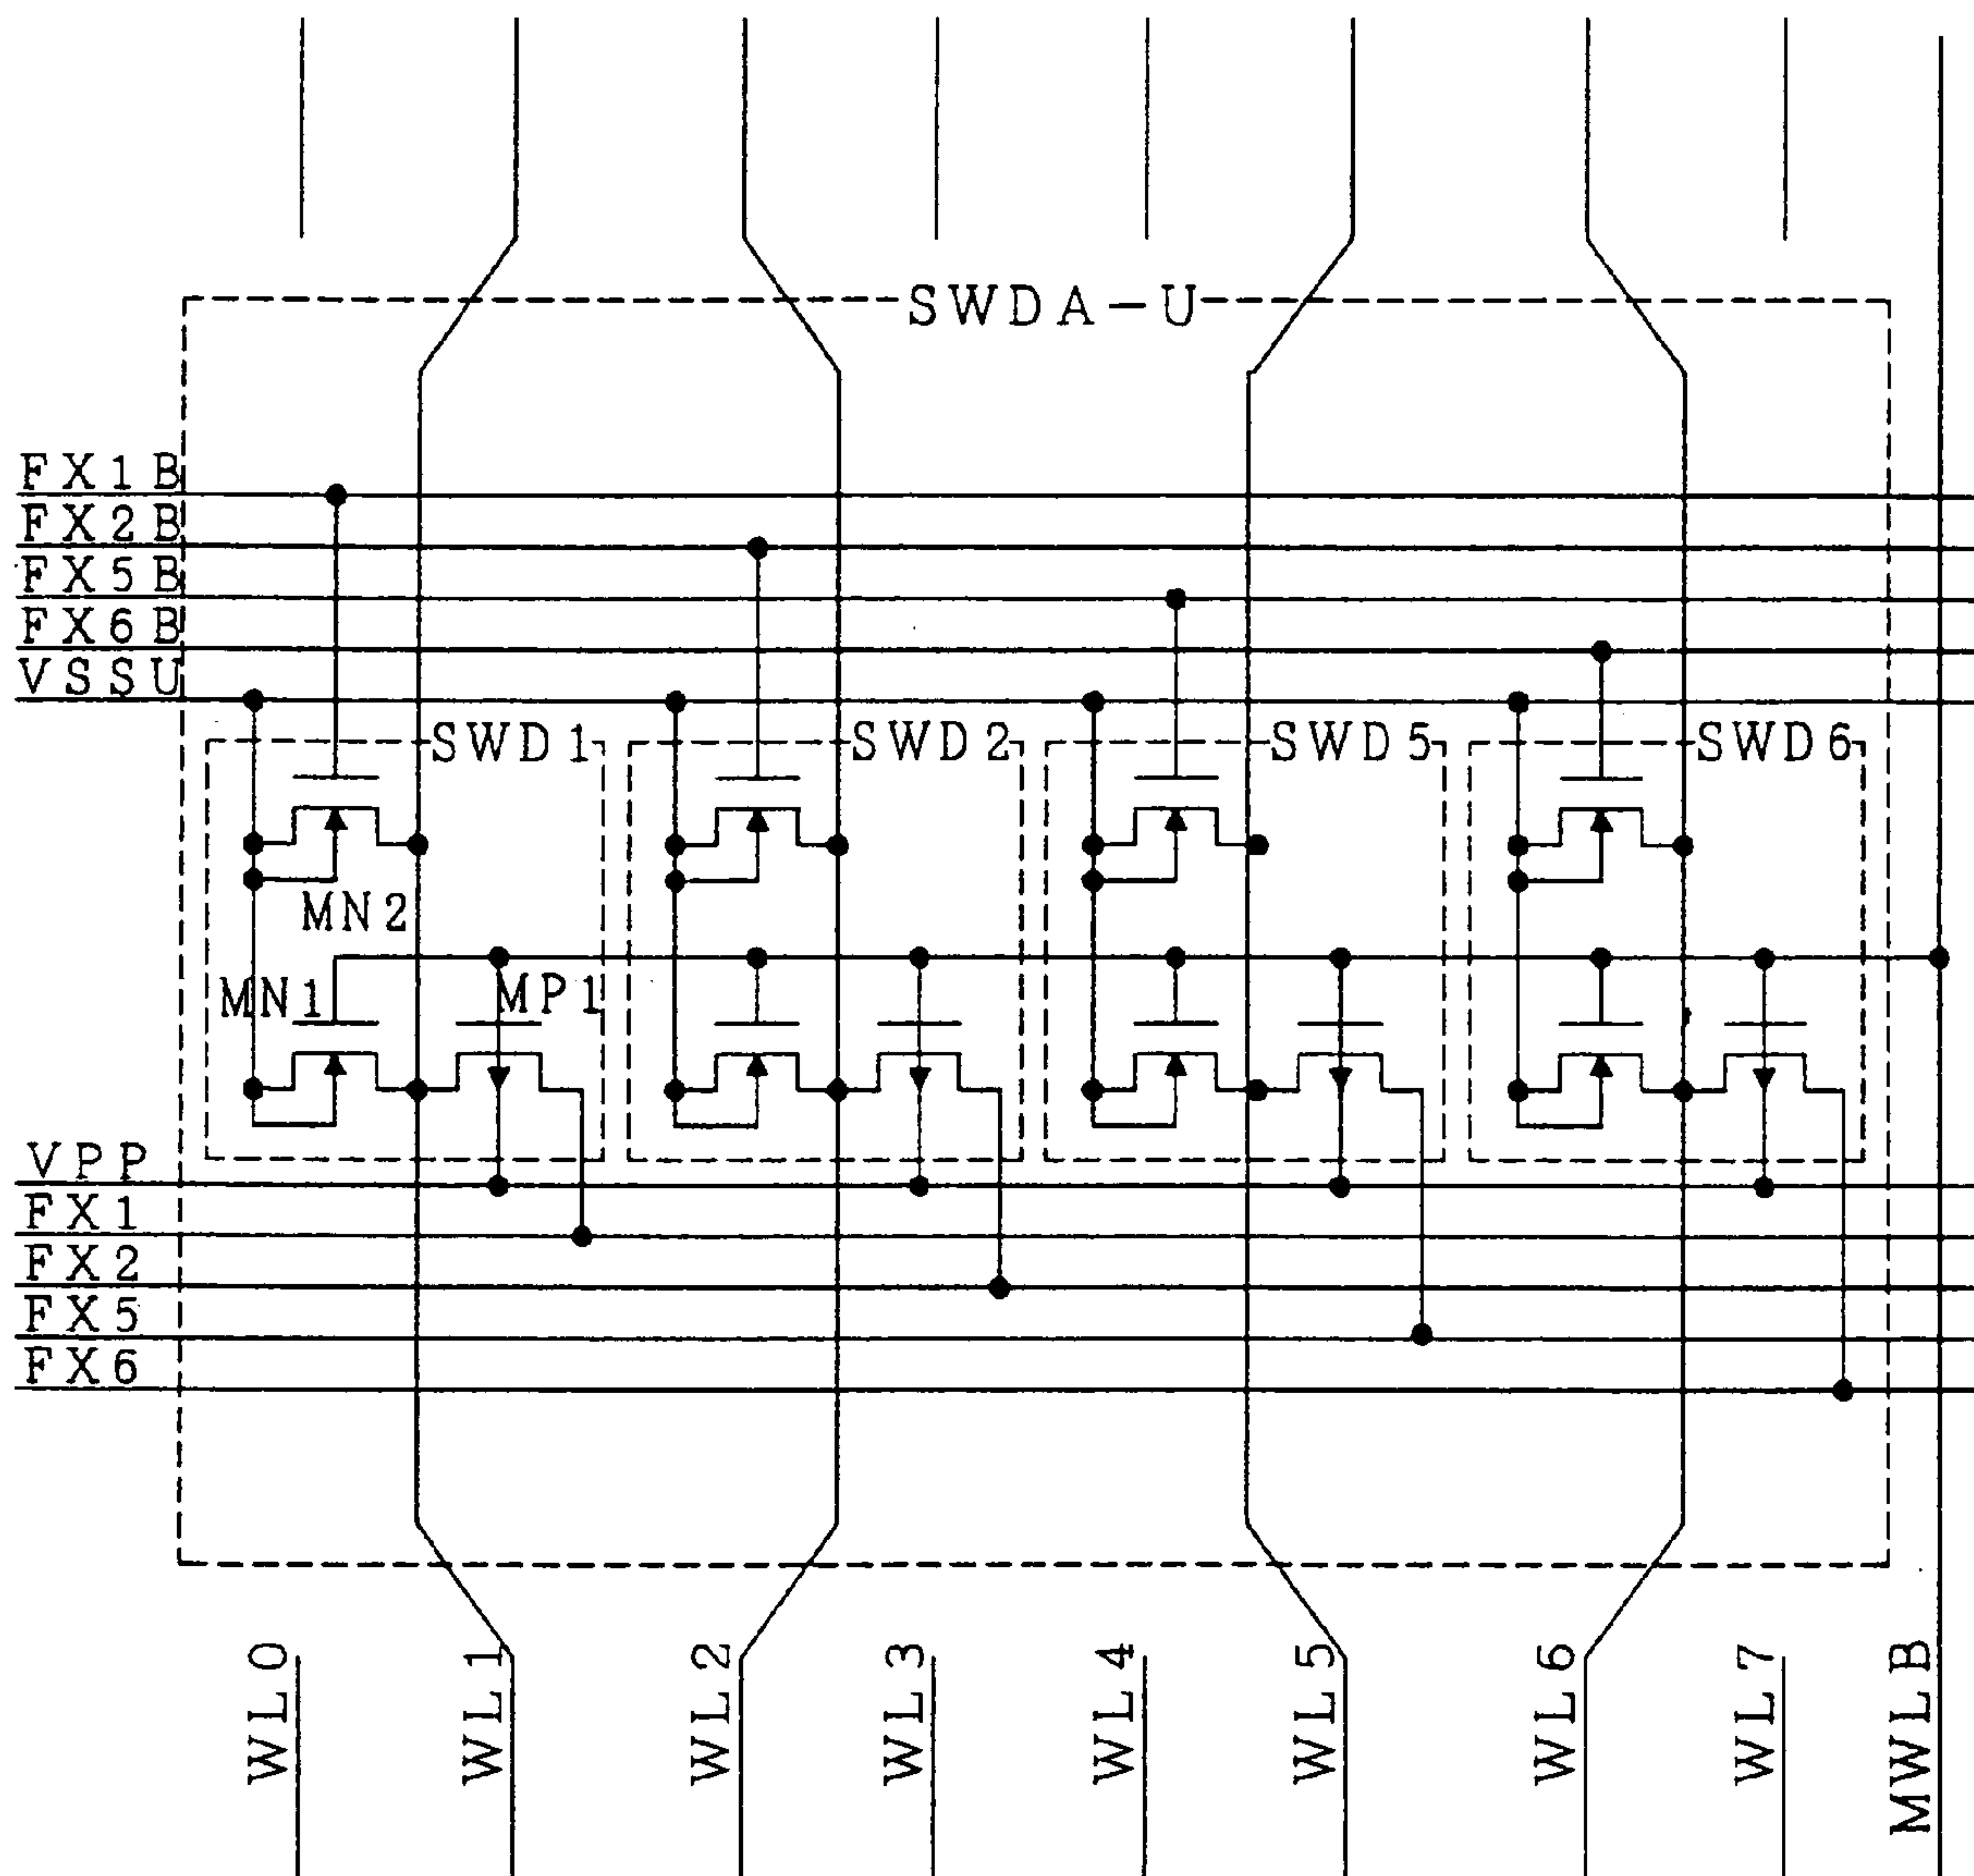 SWDA-U
FX1B
FX2B
FX5B
FX6B
VSSU
SWD1
SWD2
SWD5
SWD6
MN2
MN1
MP1
VPP
FX1
FX2
FX5
FX6
WL0
WL1
WL2
WL3
WL4
WL5
WL6
WL7
MWLB